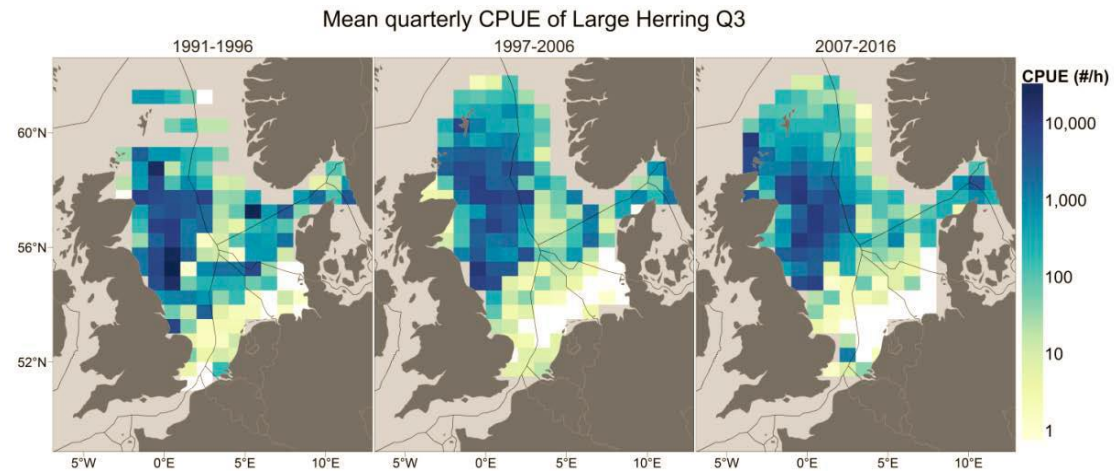 Mean quarterly CPUE of Large Herring Q3
1991-1996 1997-2006 2007-2016
CPUE (#/h)
60°N
56°N
52°N
10,000
1,000
100
10
1
5°W 0°E 5°E 10°E 5°W 0°E 5°E 10°E 5°W 0°E 5°E 10°E